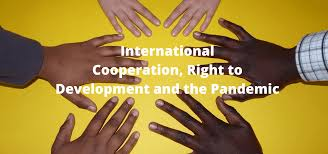 International
Cooperation, Right to
Development and the Pandemic